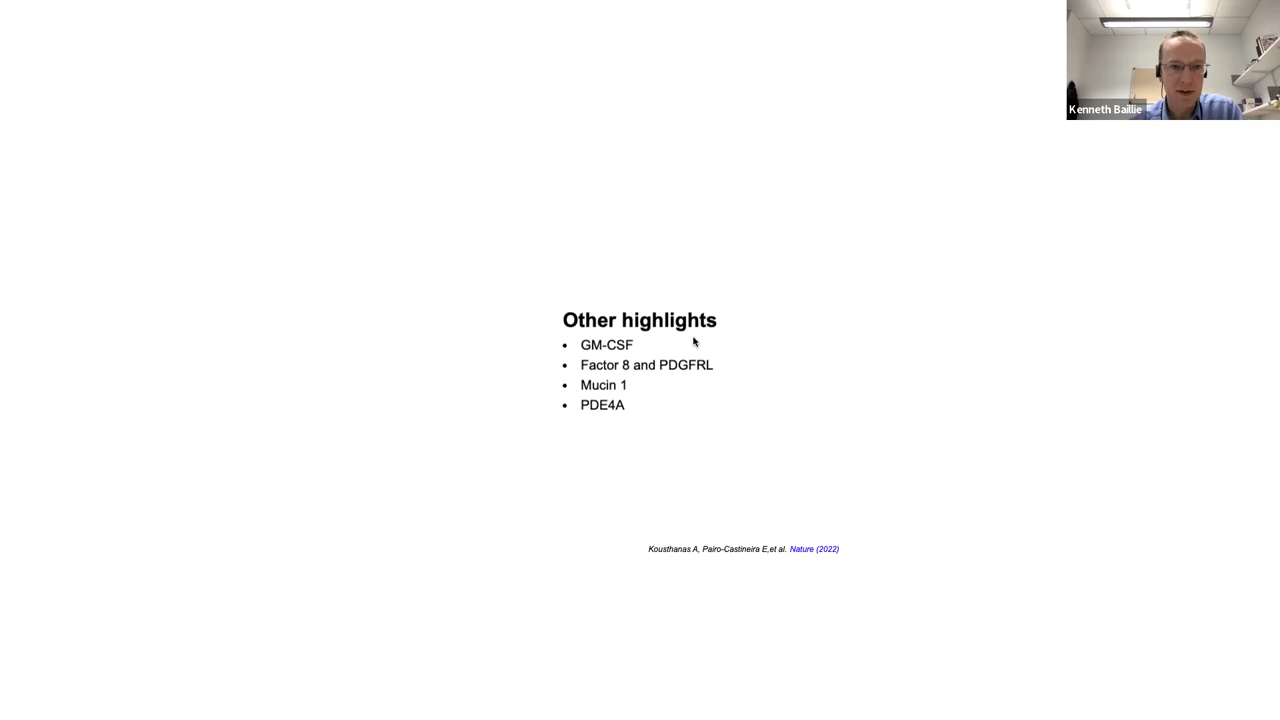 Kenneth Baillie
Other highlights
• GM-CSF
• Factor 8 and PDGFRL
• Mucin 1
• PDE4A
Kousthanas A, Pairo-Castineira E,et al. Nature (2022)